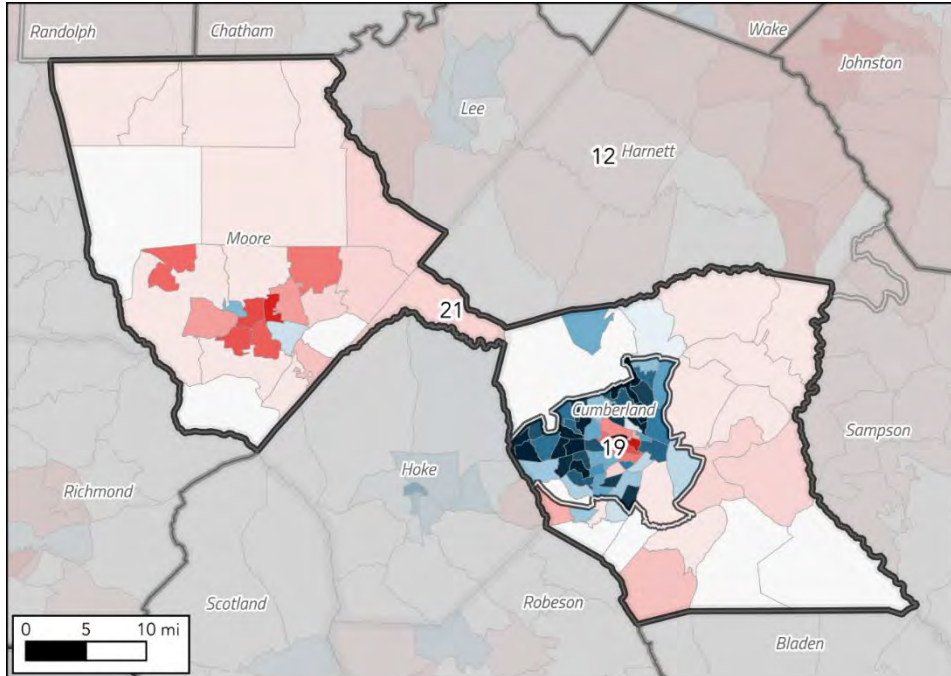 Randolph
Chatham
Wake
Johnston
Lee
12 Harnett
Moore
21
Cumberland
19
Sampson
Hoke
Richmond
Scotland
Robeson
Bladen
0 5 10 mi